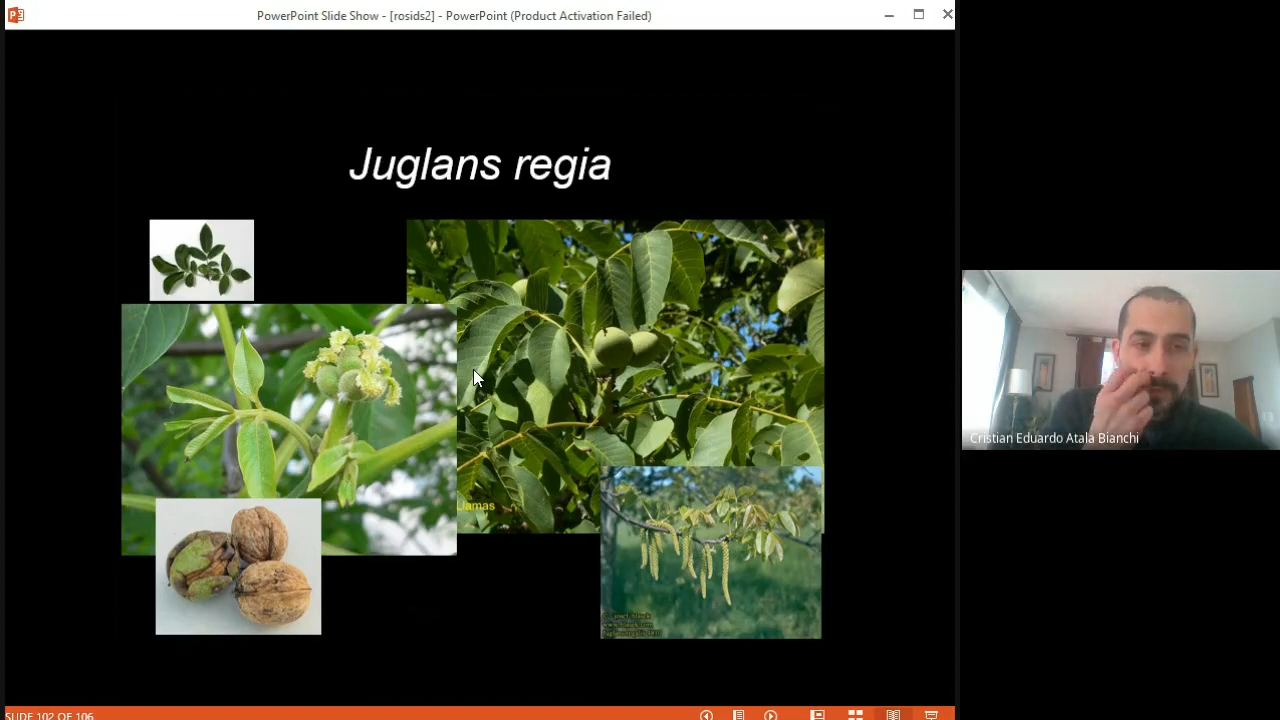 PowerPoint Slide Show - [rosids2] - PowerPoint (Product Activation Failed)
Juglans regia
Llamas
Cristian Eduardo Atala Bianchi
SLIDE 102 OF 106